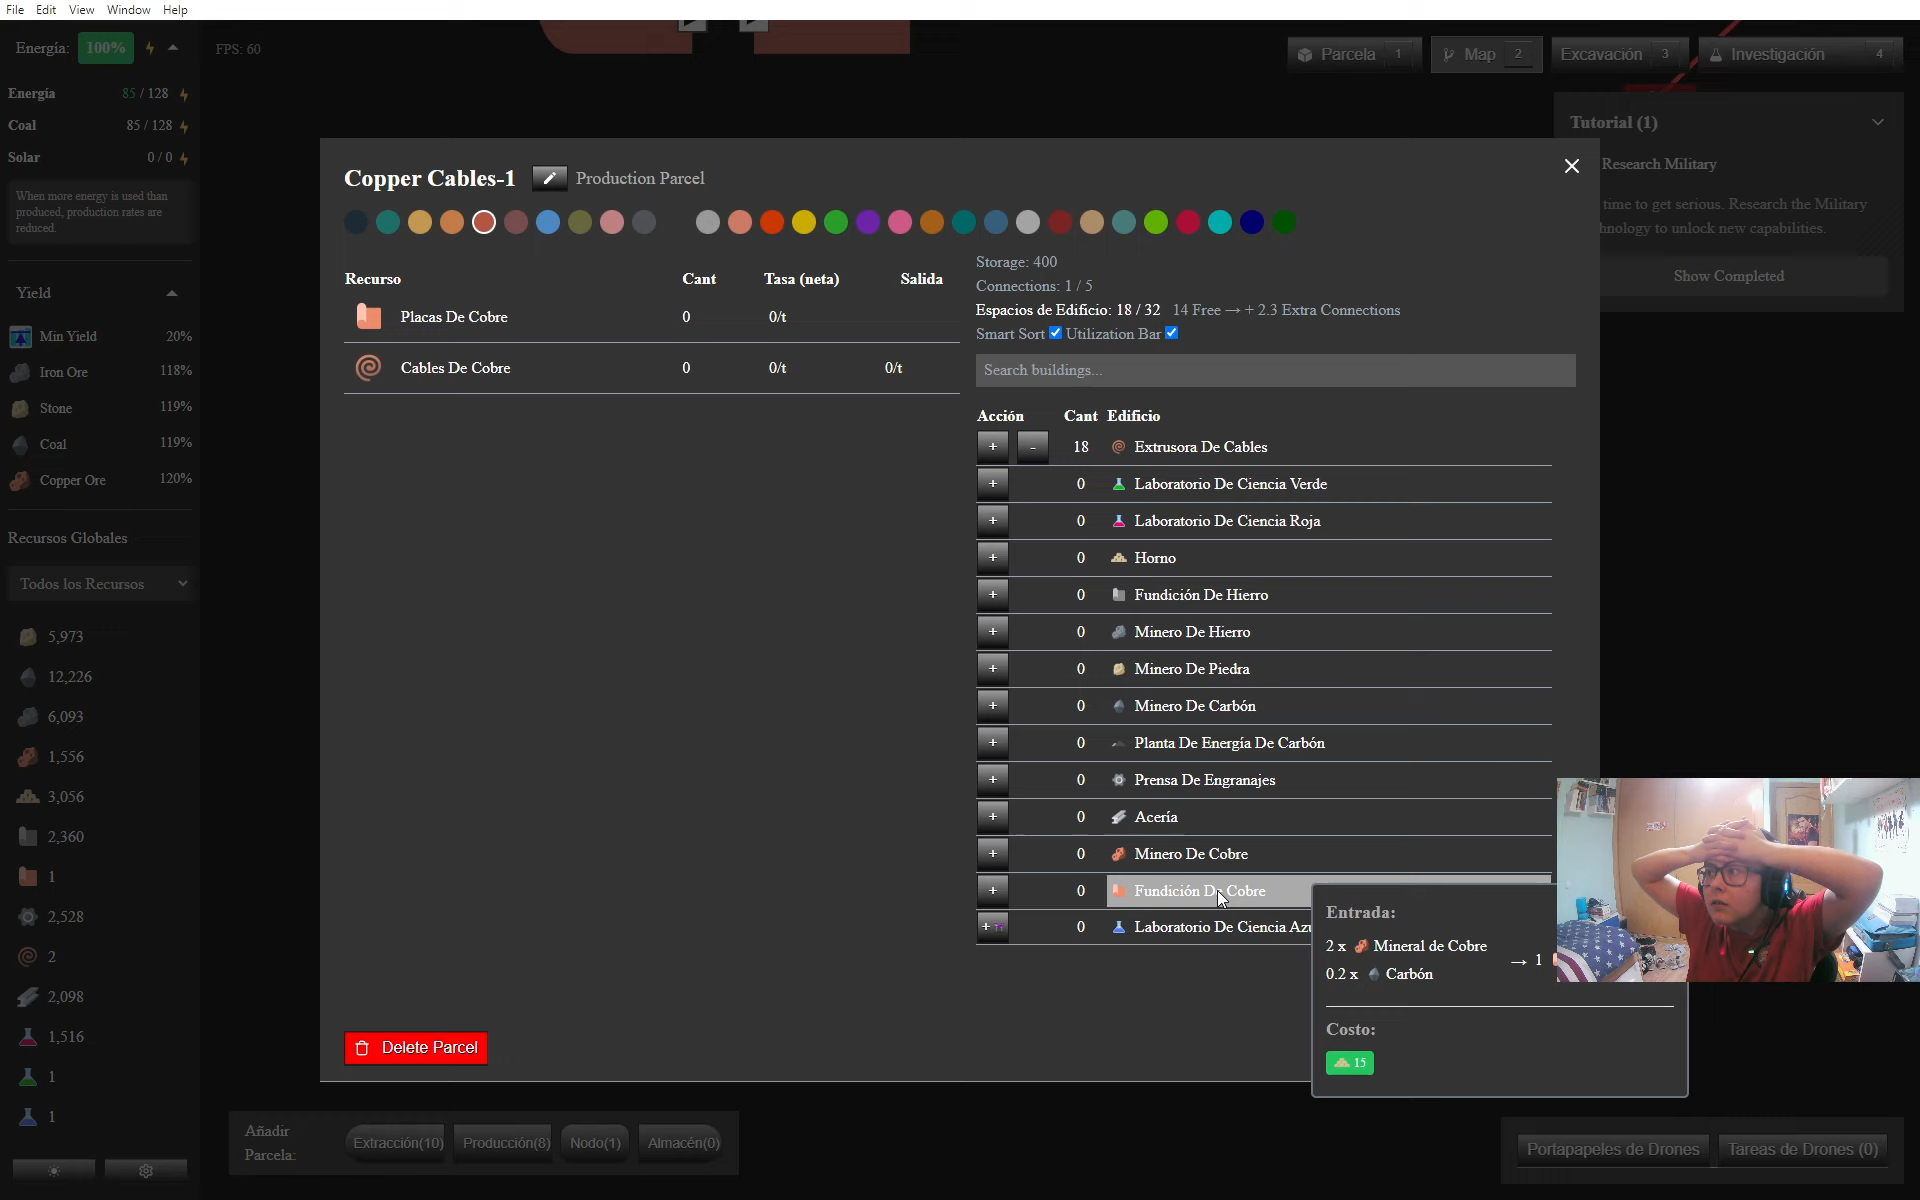 File Edit View Window Help
Energía: 100%
FPS: 60
Parcela 1
Map 2
Excavación 3
Investigación 4
Energía 85 / 128
Coal 85 / 128
Solar 0 / 0
When more energy is used than
produced, production rates are
reduced.
Yield
Min Yield 20%
Iron Ore 118%
Stone 119%
Coal 119%
Copper Ore 120%
Recursos Globales
Todos los Recursos
5,973
12,226
6,093
1,556
3,056
2,360
1
2,528
2
2,098
1,516
1
1
Tutorial (1)
Research Military
time to get serious. Research the Military
hnology to unlock new capabilities.
Show Completed
Copper Cables-1 Production Parcel
Recurso Cant Tasa (neta) Salida
Placas De Cobre 0 0/t
Cables De Cobre 0 0/t 0/t
Storage: 400
Connections: 1 / 5
Espacios de Edificio: 18 / 32 14 Free → + 2.3 Extra Connections
Smart Sort Utilization Bar
Search buildings...
Acción Cant Edificio
+ - 18 Extrusora De Cables
+ 0 Laboratorio De Ciencia Verde
+ 0 Laboratorio De Ciencia Roja
+ 0 Horno
+ 0 Fundición De Hierro
+ 0 Minero De Hierro
+ 0 Minero De Piedra
+ 0 Minero De Carbón
+ 0 Planta De Energía De Carbón
+ 0 Prensa De Engranajes
+ 0 Acería
+ 0 Minero De Cobre
+ 0 Fundición De Cobre
+ 0 Laboratorio De Ciencia Azu
Entrada:
2 x Mineral de Cobre
0.2 x Carbón
→ 1
Costo:
15
Delete Parcel
Añadir
Parcela:
Extracción(10)
Producción(8)
Nodo(1)
Almacén(0)
Portapapeles de Drones
Tareas de Drones (0)